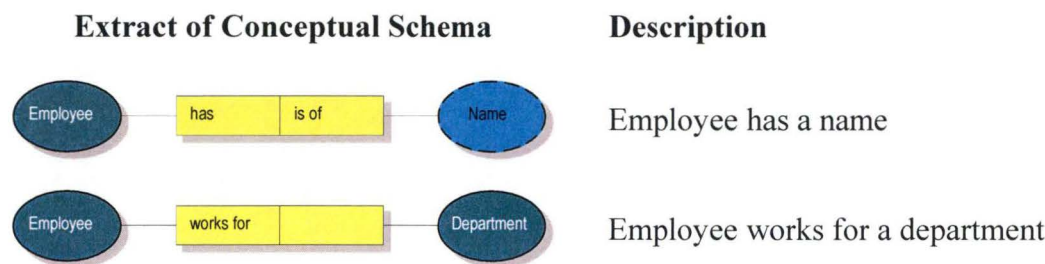 Extract of Conceptual Schema Description
Employee has is of Name Employee has a name
Employee works for Department Employee works for a department